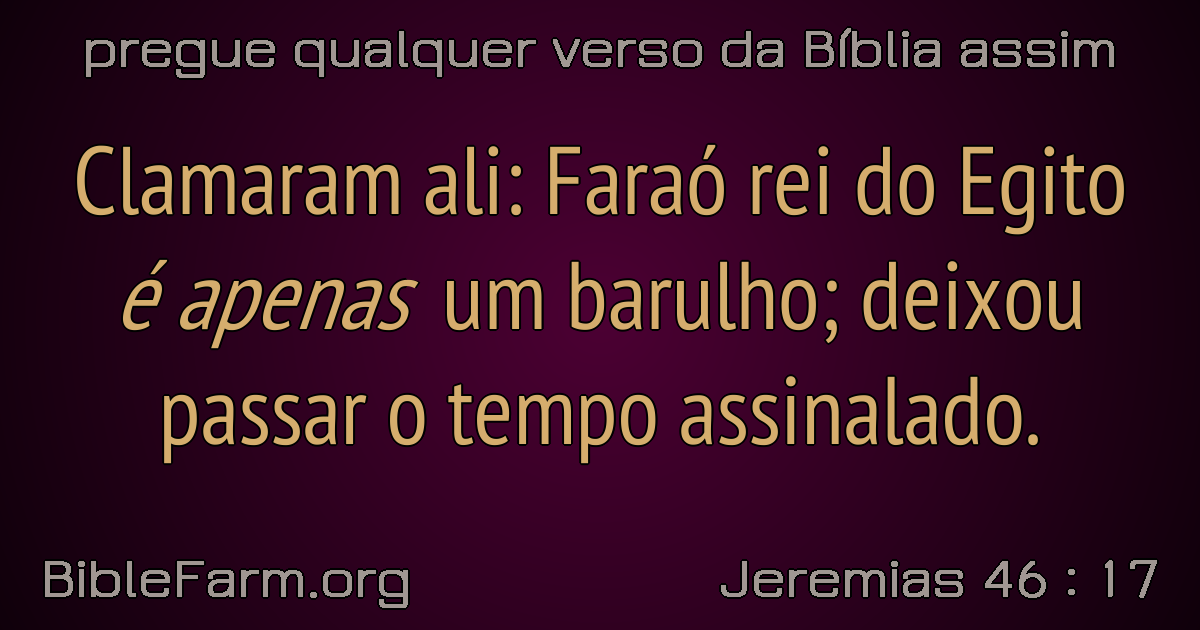 pregue qualquer verso da Bíblia assim
Clamaram ali: Faraó rei do Egito
é apenas um barulho; deixou
passar o tempo assinalado.
BibleFarm.org
Jeremias 46 : 17